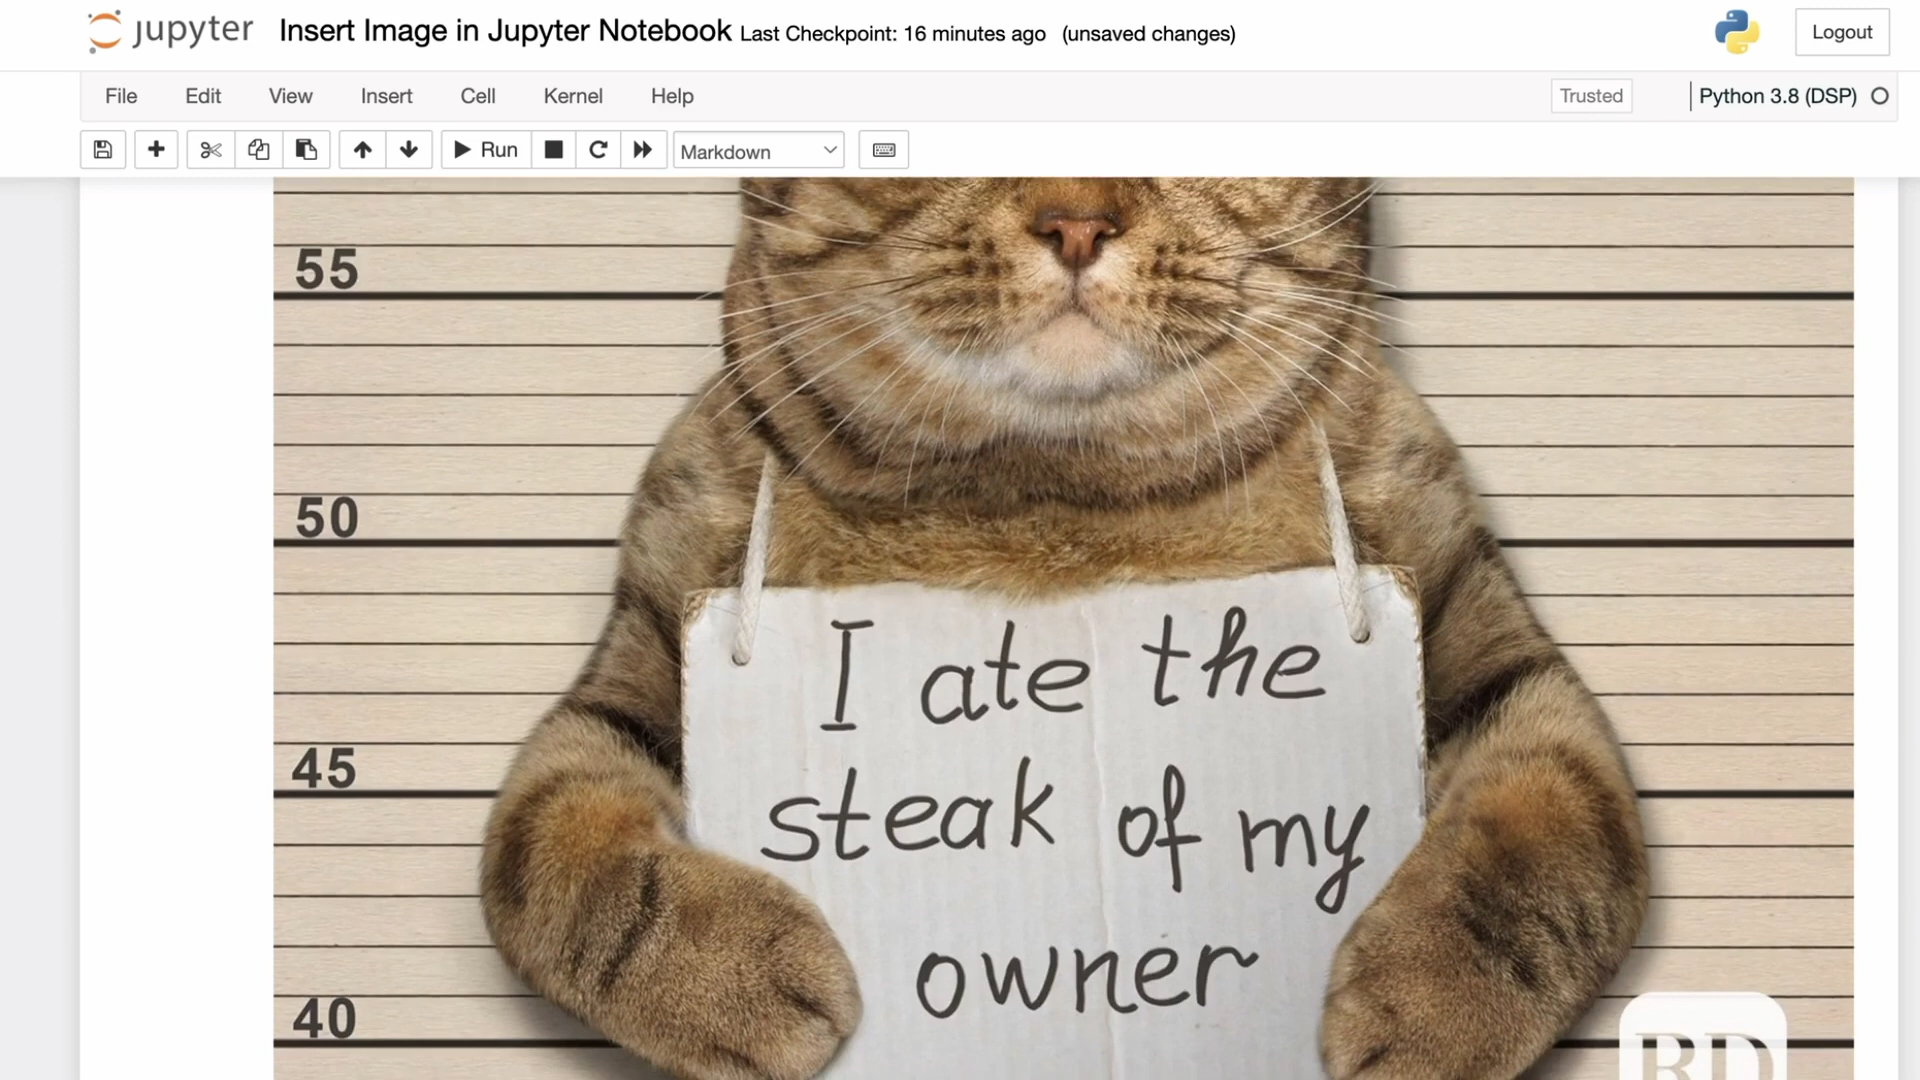 jupyter Insert Image in Jupyter Notebook Last Checkpoint: 16 minutes ago (unsaved changes) Logout
File Edit View Insert Cell Kernel Help Trusted Python 3.8 (DSP)
Run Markdown
55
50
45
40
I ate the
steak of my
owner
RD